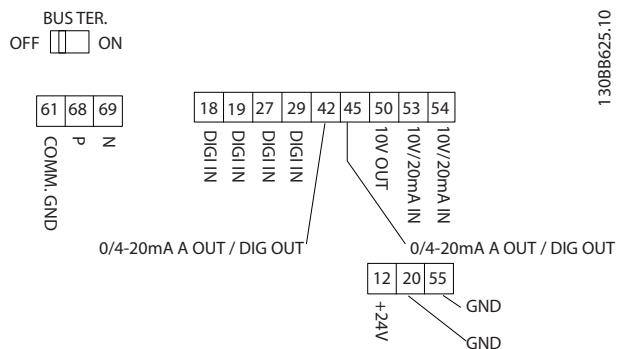 BUS TER.
OFF ON
130BB625.10
61 68 69
COMM. GND
P
N
18 19 27 29 42 45 50 53 54
DIGI IN
DIGI IN
DIGI IN
DIGI IN
10V OUT
10V/20mA IN
10V/20mA IN
0/4-20mA A OUT / DIG OUT
0/4-20mA A OUT / DIG OUT
12 20 55
+24V
GND
GND